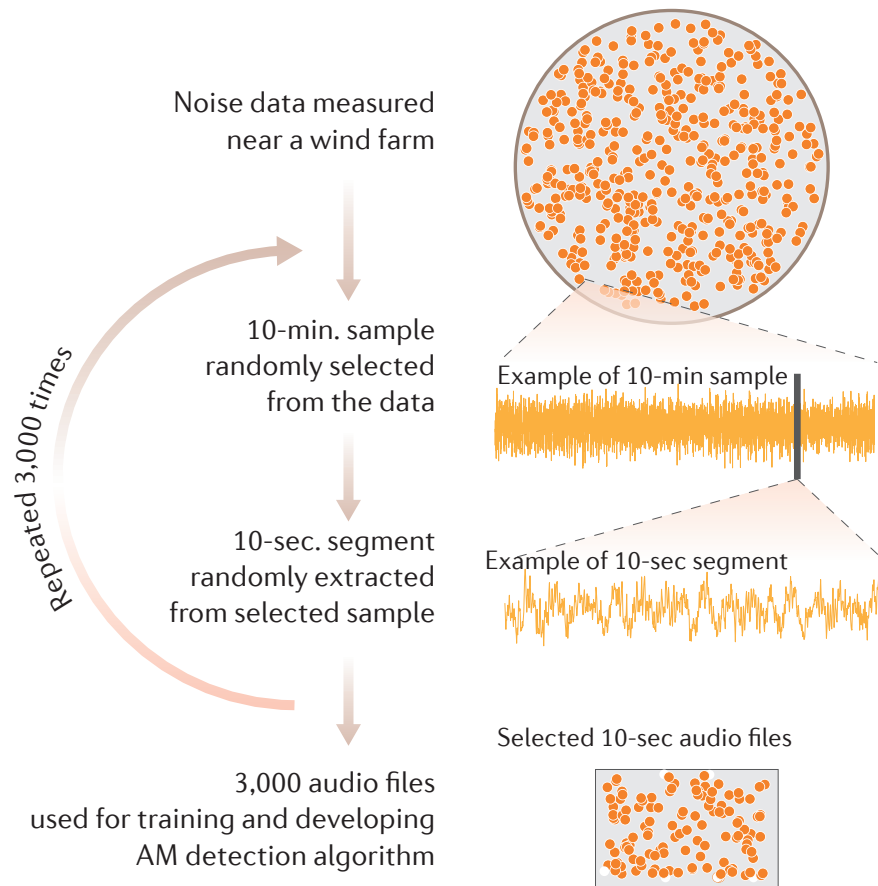 Noise data measured
near a wind farm
10-min. sample
randomly selected
from the data
Example of 10-min sample
Repeated 3,000 times
10-sec. segment
randomly extracted
from selected sample
Example of 10-sec segment
Selected 10-sec audio files
3,000 audio files
used for training and developing
AM detection algorithm